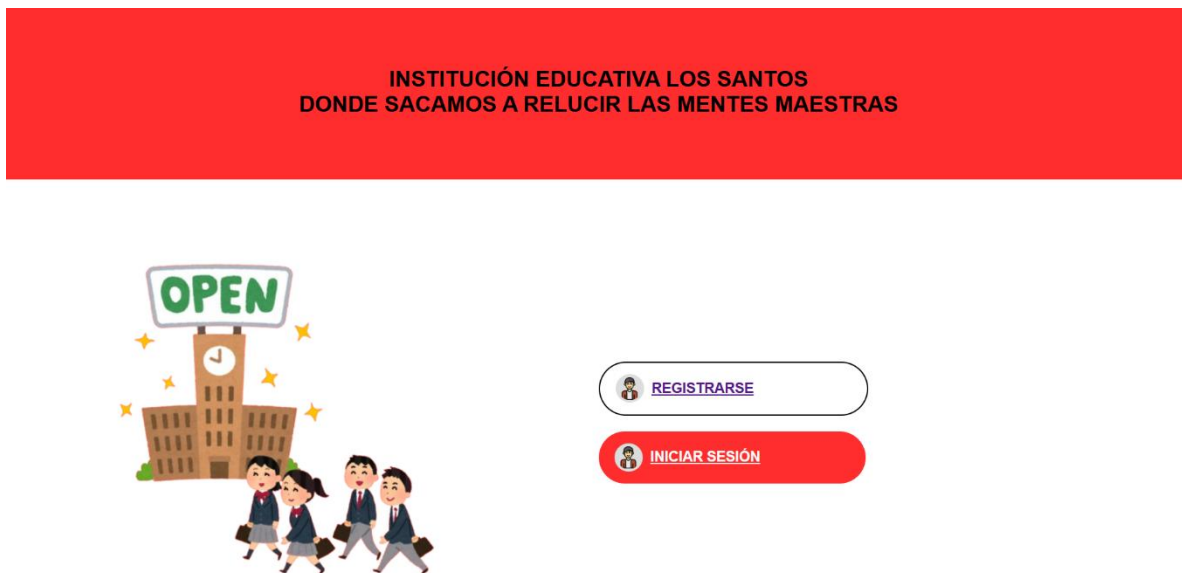 INSTITUCIÓN EDUCATIVA LOS SANTOS
DONDE SACAMOS A RELUCIR LAS MENTES MAESTRAS
OPEN
REGISTRARSE
INICIAR SESIÓN